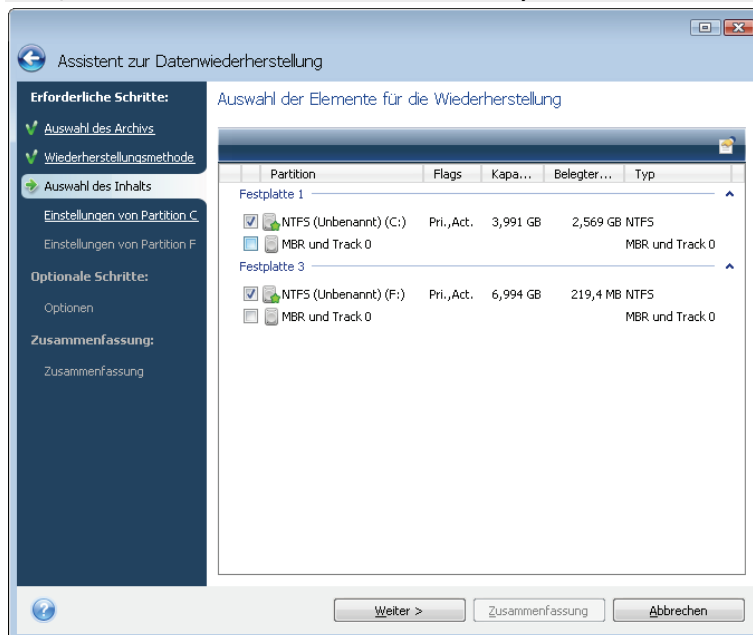 Assistent zur Datenwiederherstellung
Erforderliche Schritte:
Auswahl des Archivs
Wiederherstellungsmethode
Auswahl des Inhalts
Einstellungen von Partition C
Einstellungen von Partition F
Optionale Schritte:
Optionen
Zusammenfassung:
Zusammenfassung
Auswahl der Elemente für die Wiederherstellung
Partition Flags Kapa... Belegter... Typ
Festplatte 1
NTFS (Unbenannt) (C:) Pri.,Act. 3,991 GB 2,569 GB NTFS
MBR und Track 0 MBR und Track 0
Festplatte 3
NTFS (Unbenannt) (F:) Pri.,Act. 6,994 GB 219,4 MB NTFS
MBR und Track 0 MBR und Track 0
Weiter > Zusammenfassung Abbrechen